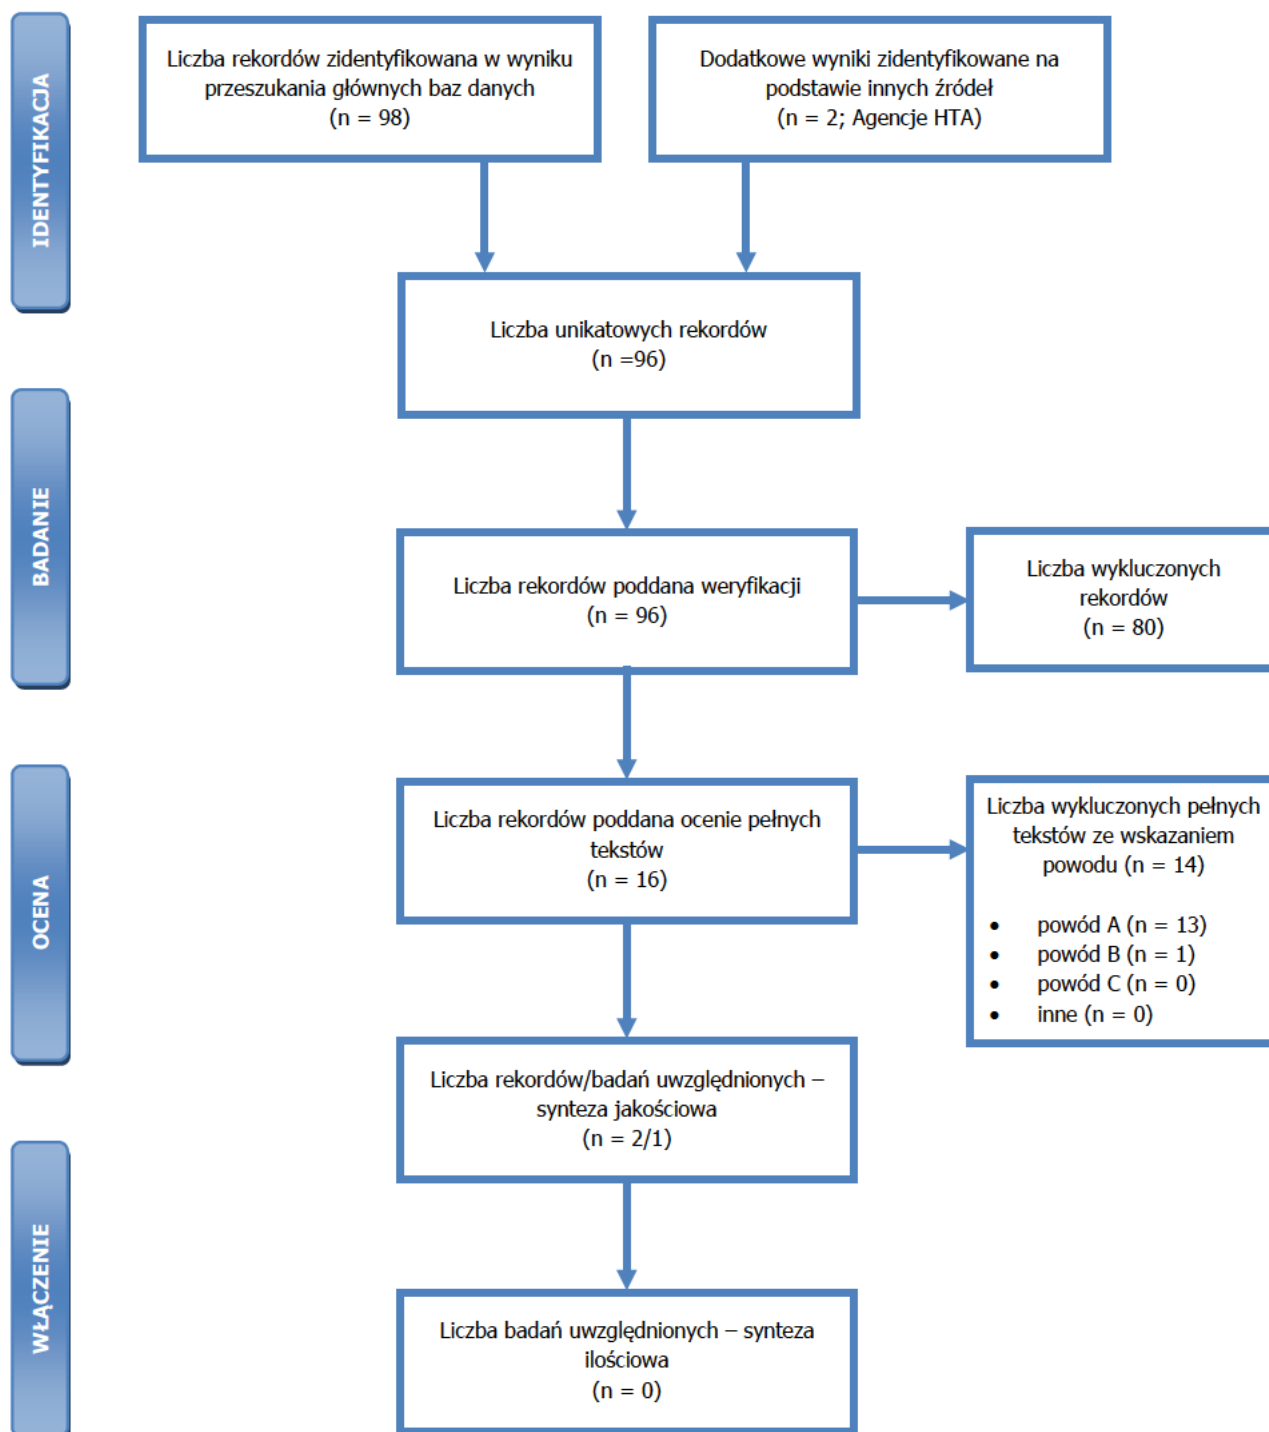 IDENTYFIKACJA
Liczba rekordów zidentyfikowana w wyniku
przeszukania głównych baz danych
(n = 98)
Dodatkowe wyniki zidentyfikowane na
podstawie innych źródeł
(n = 2; Agencje HTA)
Liczba unikatowych rekordów
(n =96)
BADANIE
Liczba rekordów poddana weryfikacji
(n = 96)
Liczba wykluczonych
rekordów
(n = 80)
OCENA
Liczba rekordów poddana ocenie pełnych
tekstów
(n = 16)
Liczba wykluczonych pełnych
tekstów ze wskazaniem
powodu (n = 14)
• powód A (n = 13)
• powód B (n = 1)
• powód C (n = 0)
• inne (n = 0)
Liczba rekordów/badań uwzględnionych –
synteza jakościowa
(n = 2/1)
WŁĄCZENIE
Liczba badań uwzględnionych – synteza
ilościowa
(n = 0)